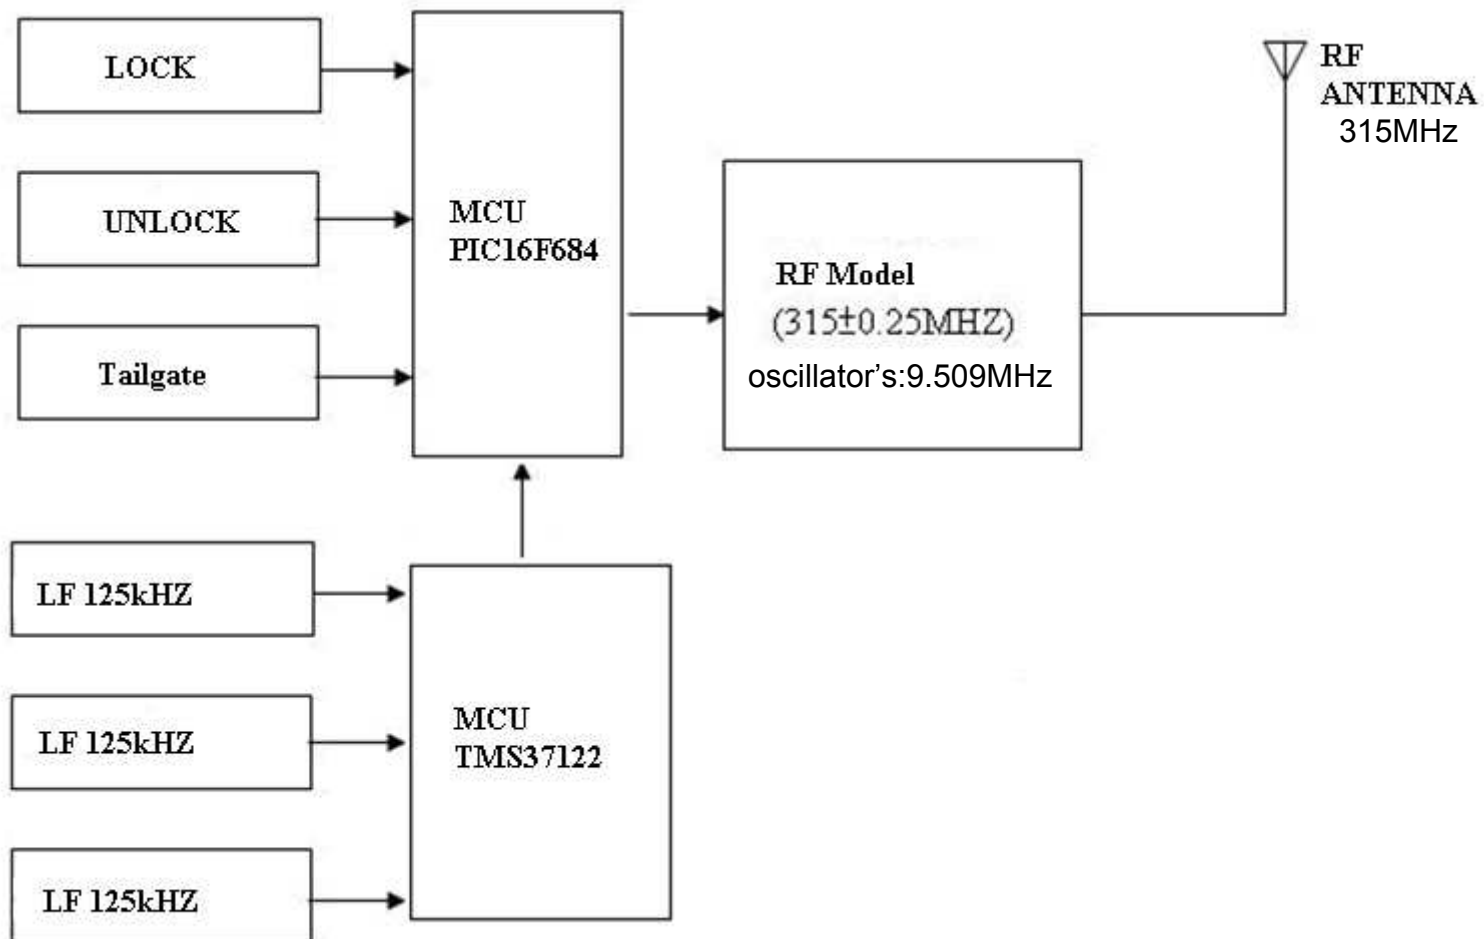 LOCK
UNLOCK
Tailgate
MCU
PIC16F684
RF Model
(315±0.25MHZ)
oscillator's:9.509MHz
RF
ANTENNA
315MHz
LF 125kHZ
LF 125kHZ
LF 125kHZ
MCU
TMS37122